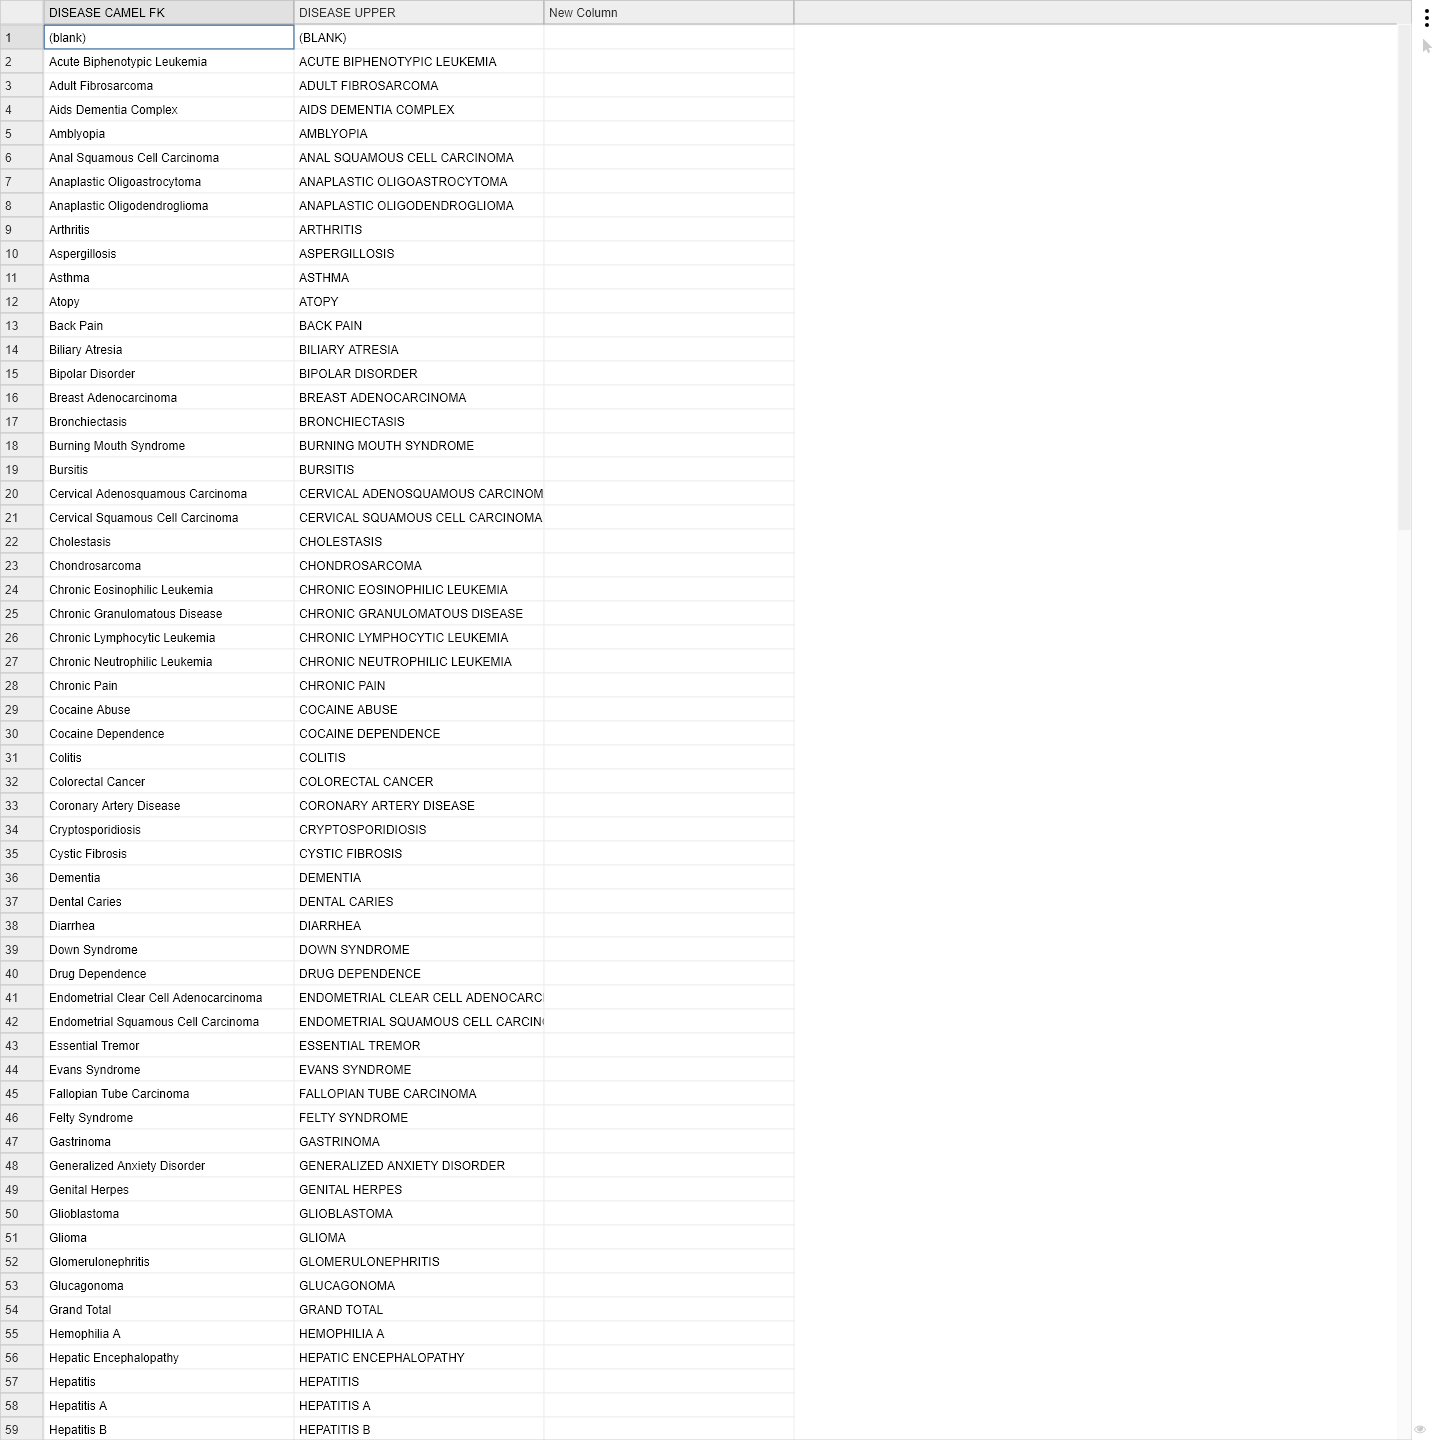 DISEASE CAMEL FK DISEASE UPPER New Column
1 (blank) (BLANK)
2 Acute Biphenotypic Leukemia ACUTE BIPHENOTYPIC LEUKEMIA
3 Adult Fibrosarcoma ADULT FIBROSARCOMA
4 Aids Dementia Complex AIDS DEMENTIA COMPLEX
5 Amblyopia AMBLYOPIA
6 Anal Squamous Cell Carcinoma ANAL SQUAMOUS CELL CARCINOMA
7 Anaplastic Oligoastrocytoma ANAPLASTIC OLIGOASTROCYTOMA
8 Anaplastic Oligodendroglioma ANAPLASTIC OLIGODENDROGLIOMA
9 Arthritis ARTHRITIS
10 Aspergillosis ASPERGILLOSIS
11 Asthma ASTHMA
12 Atopy ATOPY
13 Back Pain BACK PAIN
14 Biliary Atresia BILIARY ATRESIA
15 Bipolar Disorder BIPOLAR DISORDER
16 Breast Adenocarcinoma BREAST ADENOCARCINOMA
17 Bronchiectasis BRONCHIECTASIS
18 Burning Mouth Syndrome BURNING MOUTH SYNDROME
19 Bursitis BURSITIS
20 Cervical Adenosquamous Carcinoma CERVICAL ADENOSQUAMOUS CARCINOM
21 Cervical Squamous Cell Carcinoma CERVICAL SQUAMOUS CELL CARCINOMA
22 Cholestasis CHOLESTASIS
23 Chondrosarcoma CHONDROSARCOMA
24 Chronic Eosinophilic Leukemia CHRONIC EOSINOPHILIC LEUKEMIA
25 Chronic Granulomatous Disease CHRONIC GRANULOMATOUS DISEASE
26 Chronic Lymphocytic Leukemia CHRONIC LYMPHOCYTIC LEUKEMIA
27 Chronic Neutrophilic Leukemia CHRONIC NEUTROPHILIC LEUKEMIA
28 Chronic Pain CHRONIC PAIN
29 Cocaine Abuse COCAINE ABUSE
30 Cocaine Dependence COCAINE DEPENDENCE
31 Colitis COLITIS
32 Colorectal Cancer COLORECTAL CANCER
33 Coronary Artery Disease CORONARY ARTERY DISEASE
34 Cryptosporidiosis CRYPTOSPORIDIOSIS
35 Cystic Fibrosis CYSTIC FIBROSIS
36 Dementia DEMENTIA
37 Dental Caries DENTAL CARIES
38 Diarrhea DIARRHEA
39 Down Syndrome DOWN SYNDROME
40 Drug Dependence DRUG DEPENDENCE
41 Endometrial Clear Cell Adenocarcinoma ENDOMETRIAL CLEAR CELL ADENOCARC
42 Endometrial Squamous Cell Carcinoma ENDOMETRIAL SQUAMOUS CELL CARCIN
43 Essential Tremor ESSENTIAL TREMOR
44 Evans Syndrome EVANS SYNDROME
45 Fallopian Tube Carcinoma FALLOPIAN TUBE CARCINOMA
46 Felty Syndrome FELTY SYNDROME
47 Gastrinoma GASTRINOMA
48 Generalized Anxiety Disorder GENERALIZED ANXIETY DISORDER
49 Genital Herpes GENITAL HERPES
50 Glioblastoma GLIOBLASTOMA
51 Glioma GLIOMA
52 Glomerulonephritis GLOMERULONEPHRITIS
53 Glucagonoma GLUCAGONOMA
54 Grand Total GRAND TOTAL
55 Hemophilia A HEMOPHILIA A
56 Hepatic Encephalopathy HEPATIC ENCEPHALOPATHY
57 Hepatitis HEPATITIS
58 Hepatitis A HEPATITIS A
59 Hepatitis B HEPATITIS B